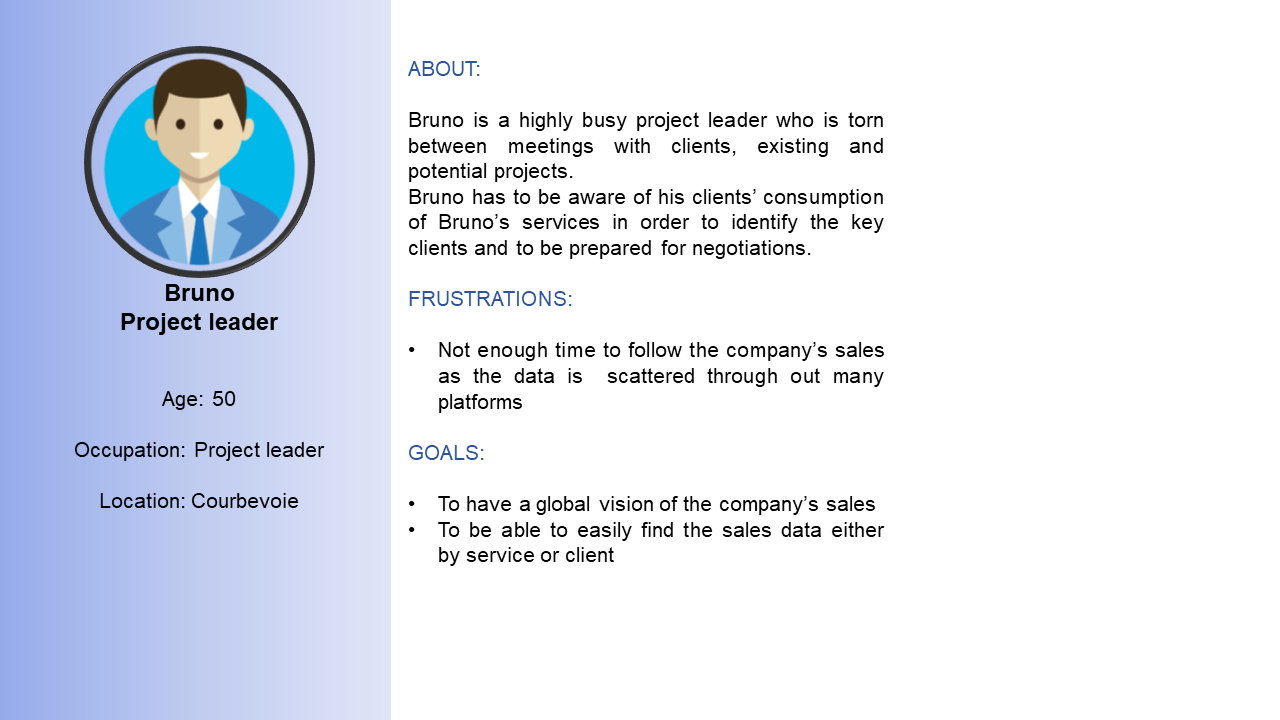 Bruno
Project leader
Age: 50
Occupation: Project leader
Location: Courbevoie
ABOUT:
Bruno is a highly busy project leader who is torn
between meetings with clients, existing and
potential projects.
Bruno has to be aware of his clients’ consumption
of Bruno’s services in order to identify the key
clients and to be prepared for negotiations.
FRUSTRATIONS:
• Not enough time to follow the company’s sales
as the data is scattered through out many
platforms
GOALS:
• To have a global vision of the company’s sales
• To be able to easily find the sales data either
by service or client